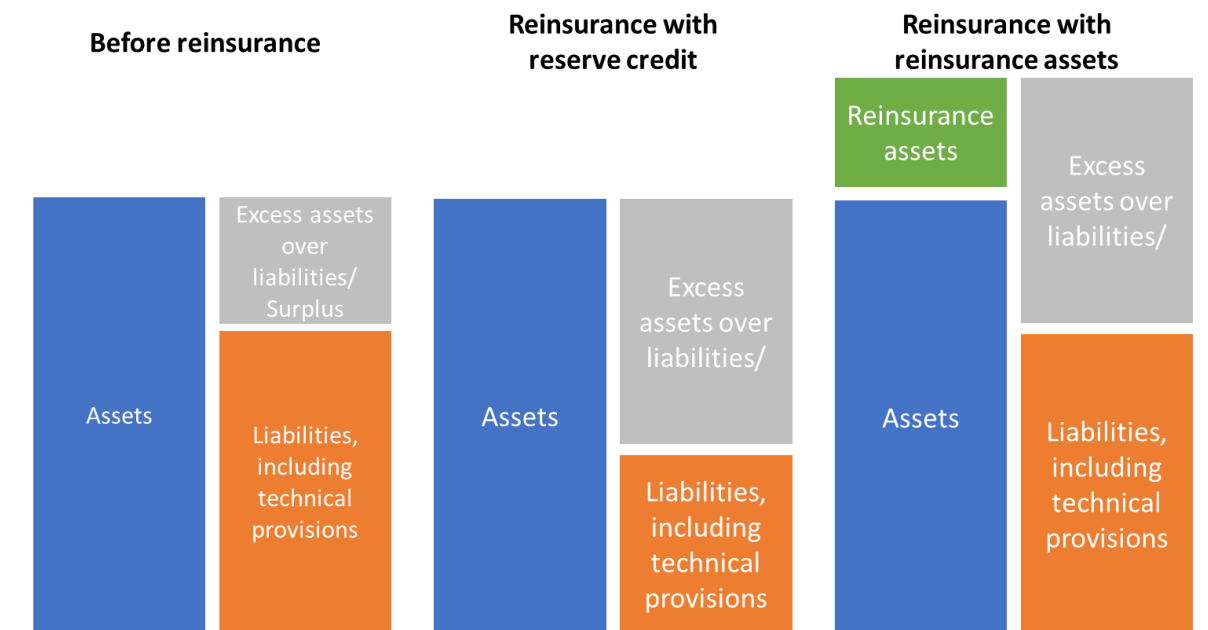 Before reinsurance
Reinsurance with
reserve credit
Reinsurance with
reinsurance assets
Assets
Excess assets
over
liabilities/
Surplus
Liabilities,
including
technical
provisions
Assets
Excess
assets over
liabilities/
Liabilities,
including
technical
provisions
Reinsurance
assets
Assets
Excess
assets over
liabilities/
Liabilities,
including
technical
provisions